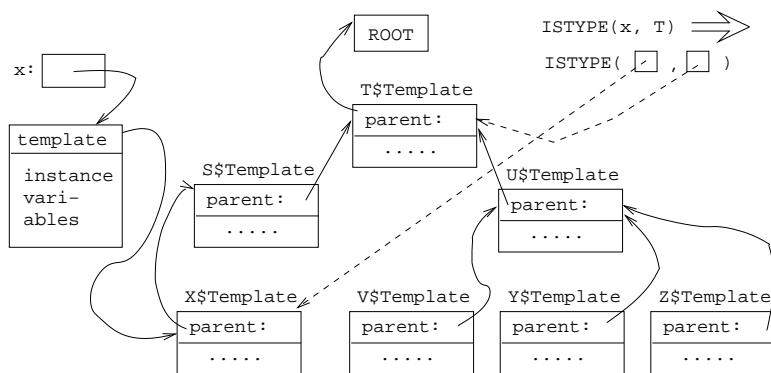 ROOT
ISTYPE(x, T)
x:
ISTYPE( , )
T$Template
template
parent:
.....
instance
vari-
ables
S$Template
parent:
.....
U$Template
parent:
.....
X$Template
V$Template
Y$Template
Z$Template
parent:
parent:
parent:
parent:
.....
.....
.....
.....